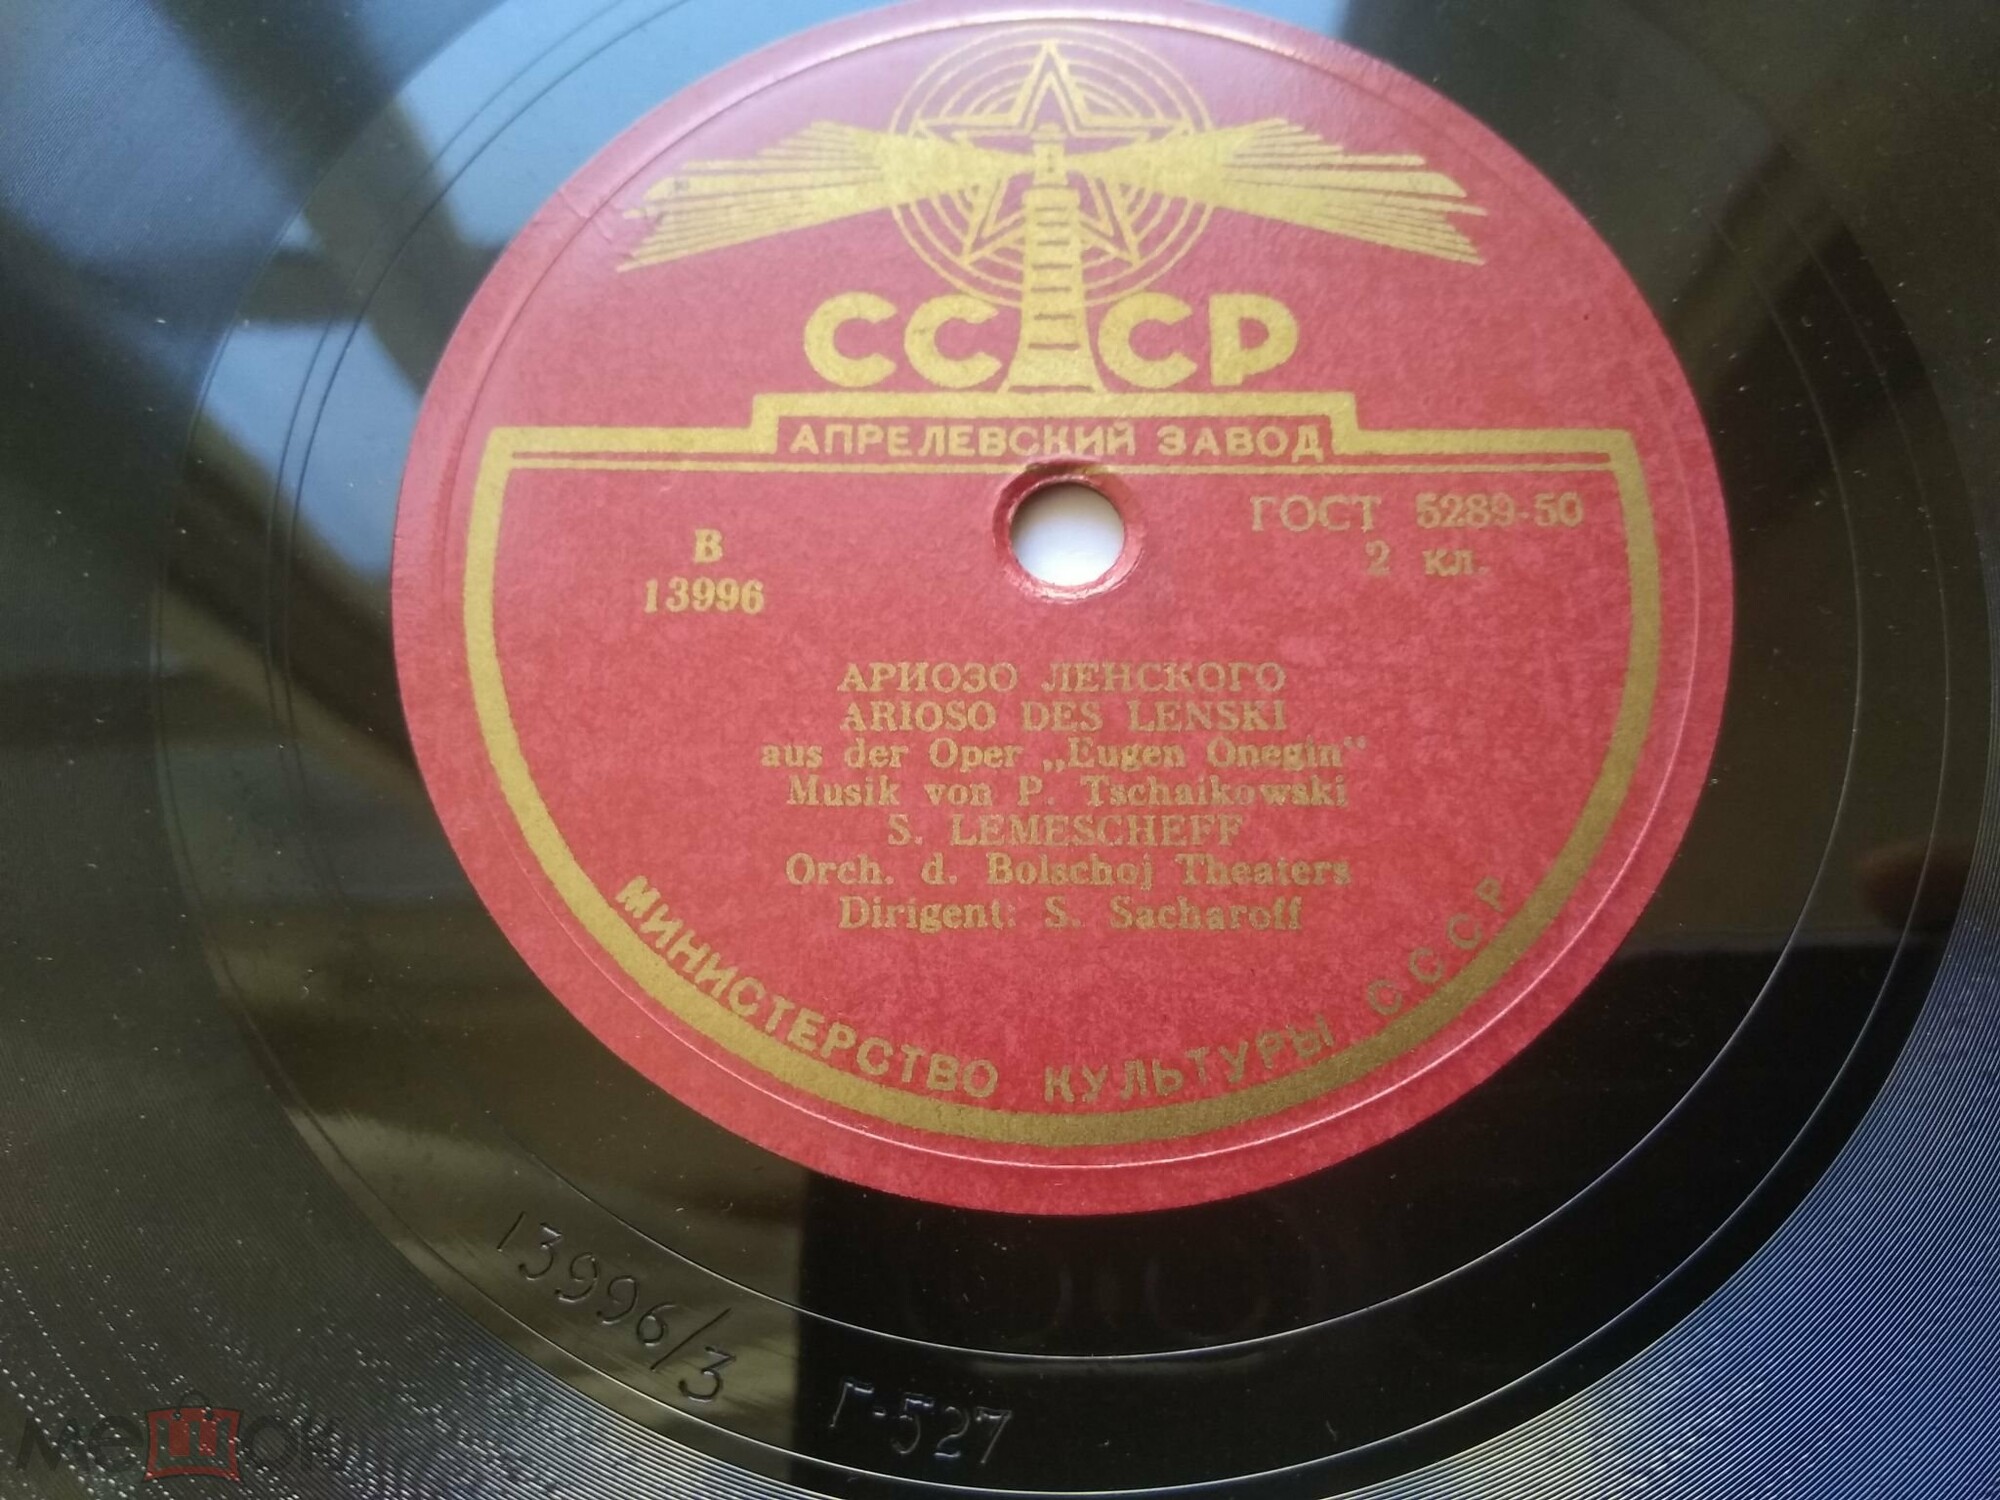 СССР
АПРЕЛЕВСКИЙ ЗАВОД
В
13996
ГОСТ 5289-50
2 кл.
АРИОЗО ЛЕНСКОГО
ARIOSO DES LENSKI
aus der Oper „Eugen Onegin“
Musik von P. Tschaikowski
S. LEMESCHEFF
Orch. d. Bolschoj Theaters
Dirigent: S. Sacharoff
МИНИСТЕРСТВО КУЛЬТУРЫ СССР
13996/3
Г-527
мешок